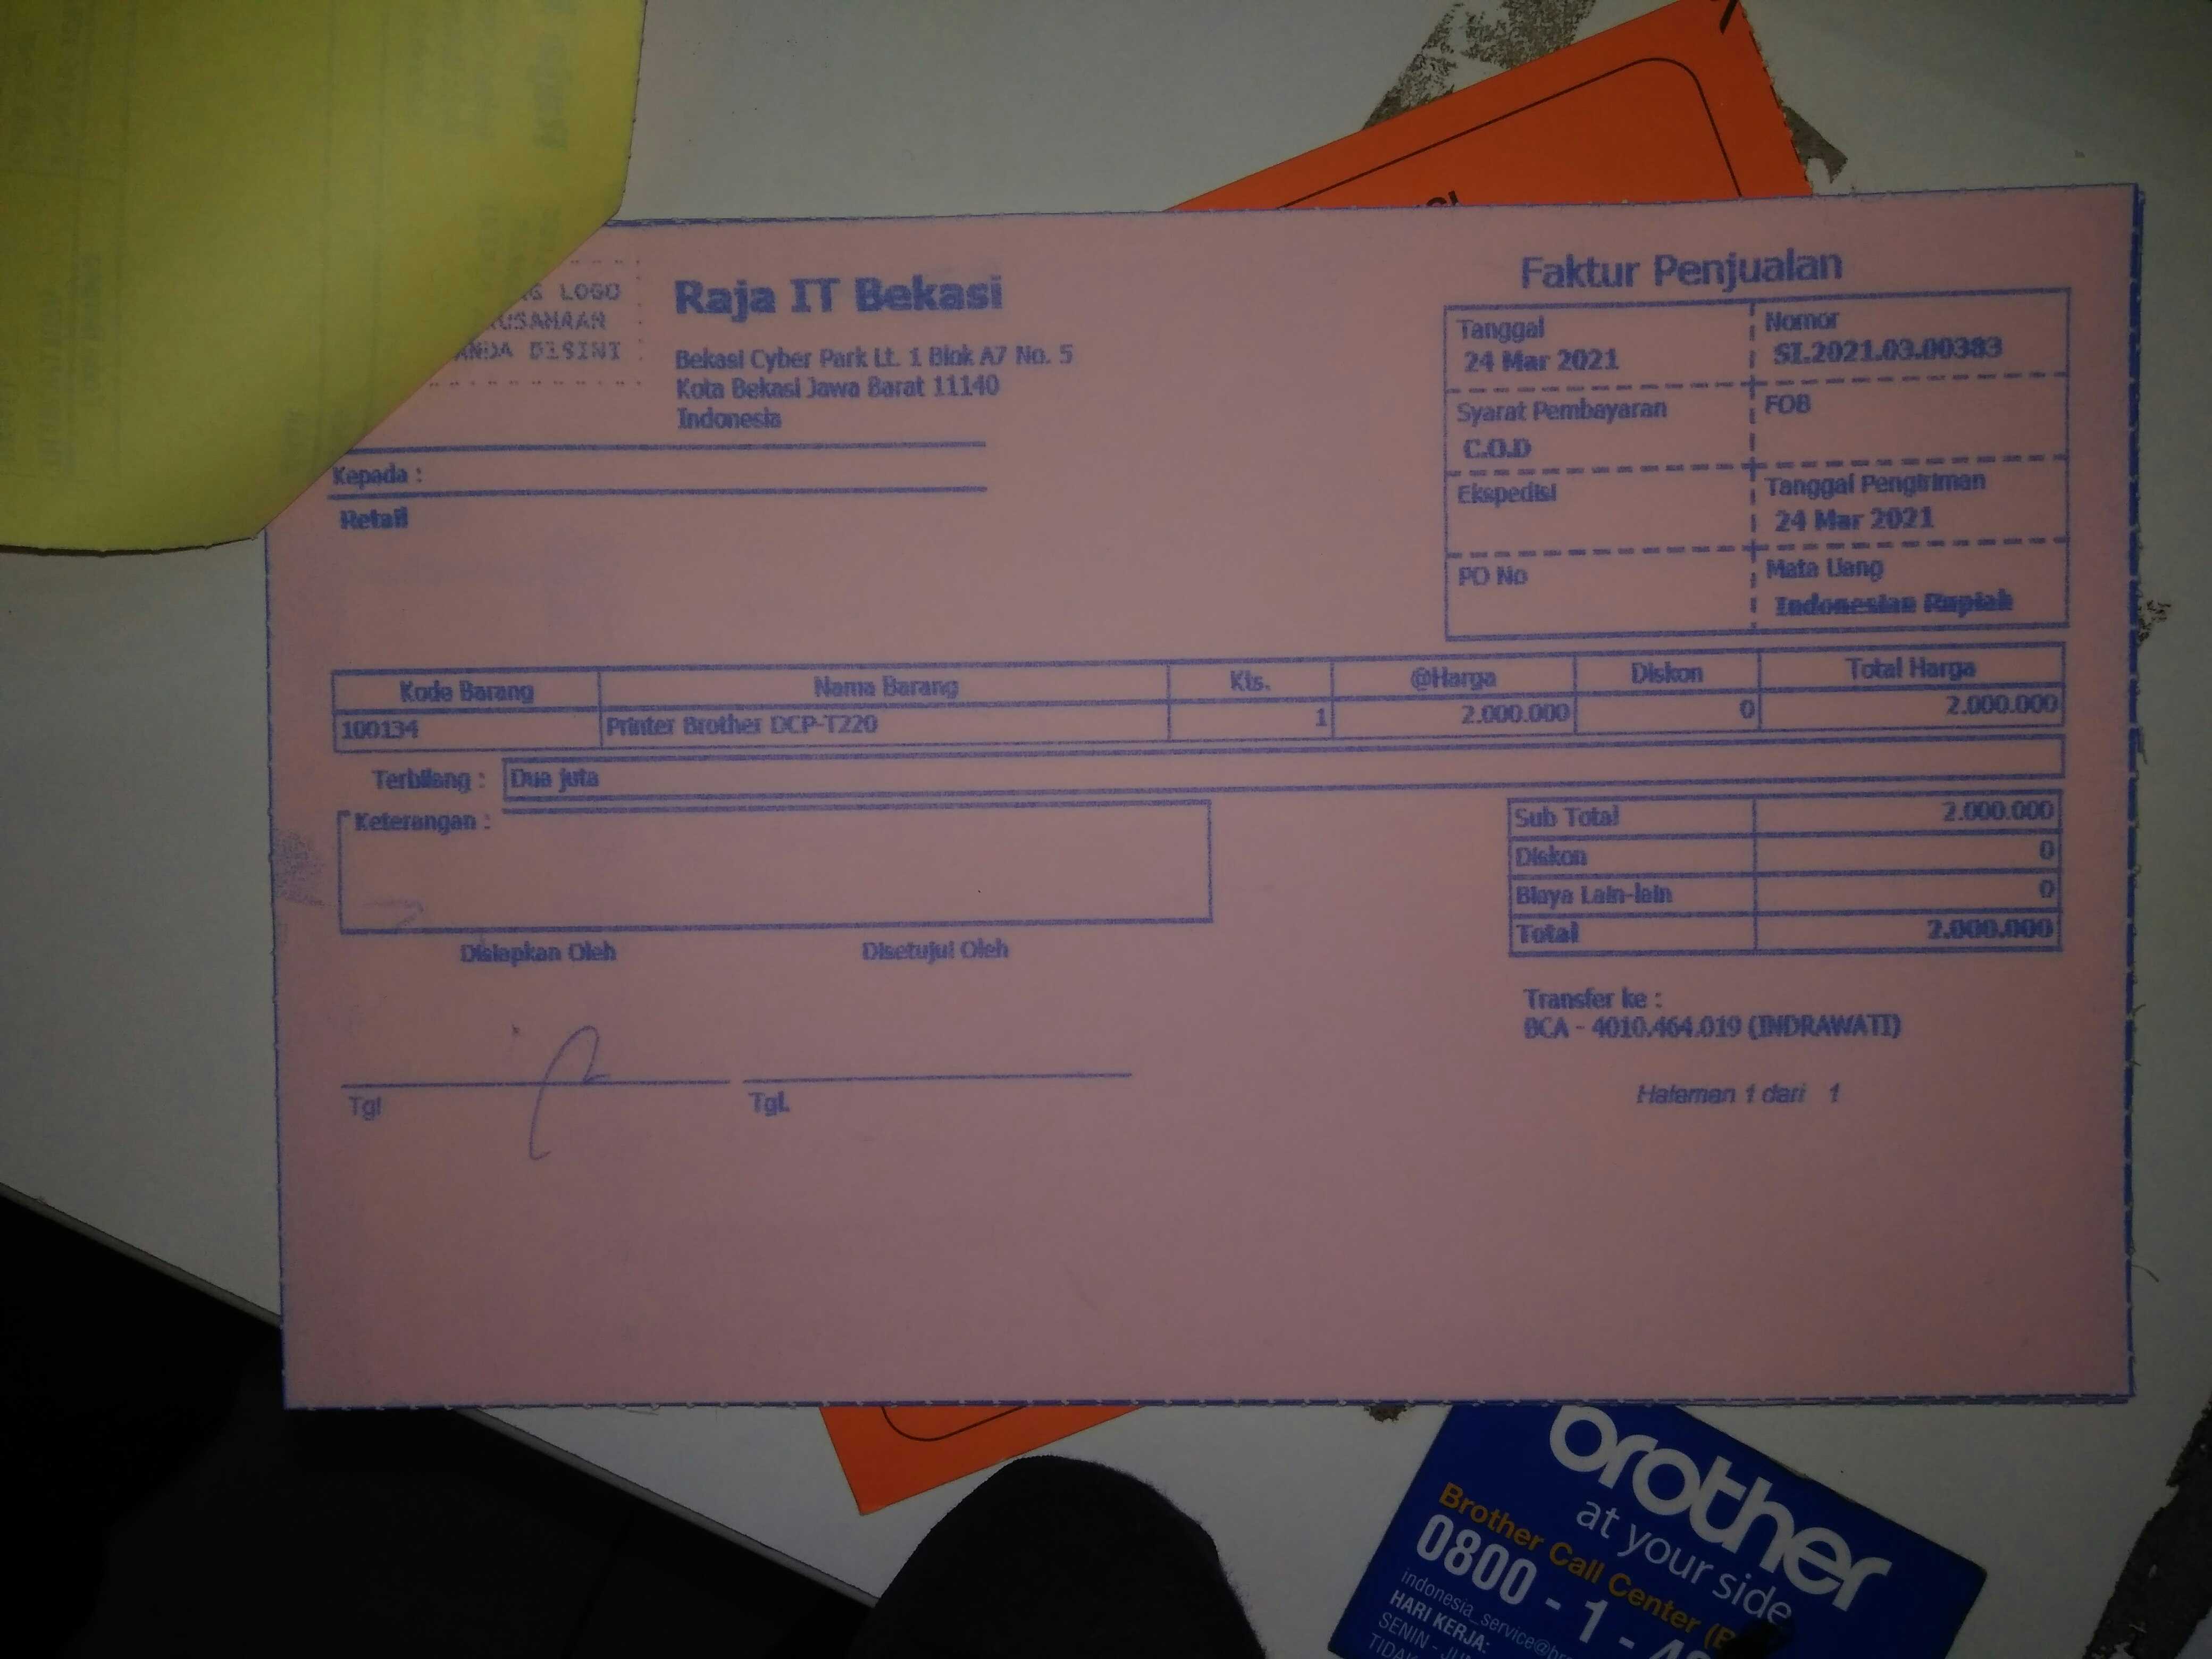 LOGO
ANDA DISINI
Raja IT Bekasi
Bekasi Cyber Park Lt. 1 Blok A7 No. 5
Kota Bekasi Jawa Barat 11140
Indonesia
Kepada :
Retail
Faktur Penjualan
Tanggal
24 Mar 2021
Nomor
SI.2021.03.00383
Syarat Pembayaran
C.O.D
FOB
Ekspedisi
Tanggal Pengiriman
24 Mar 2021
PO No
Mata Uang
Indonesian Rupiah
Kode Barang Nama Barang Kts. @Harga Diskon Total Harga
100134 Printer Brother DCP-T220 1 2.000.000 0 2.000.000
Terbilang : Dua juta
Keterangan :
Sub Total 2.000.000
Diskon 0
Biaya Lain-lain 0
Total 2.000.000
Disiapkan Oleh Disetujui Oleh
Tgl Tgl.
Transfer ke :
BCA - 4010.464.019 (INDRAWATI)
Halaman 1 dari 1
brother
at your side
Brother Call Center
0800 - 1 -
indonesia_service@
HARI KERJA:
SENIN -